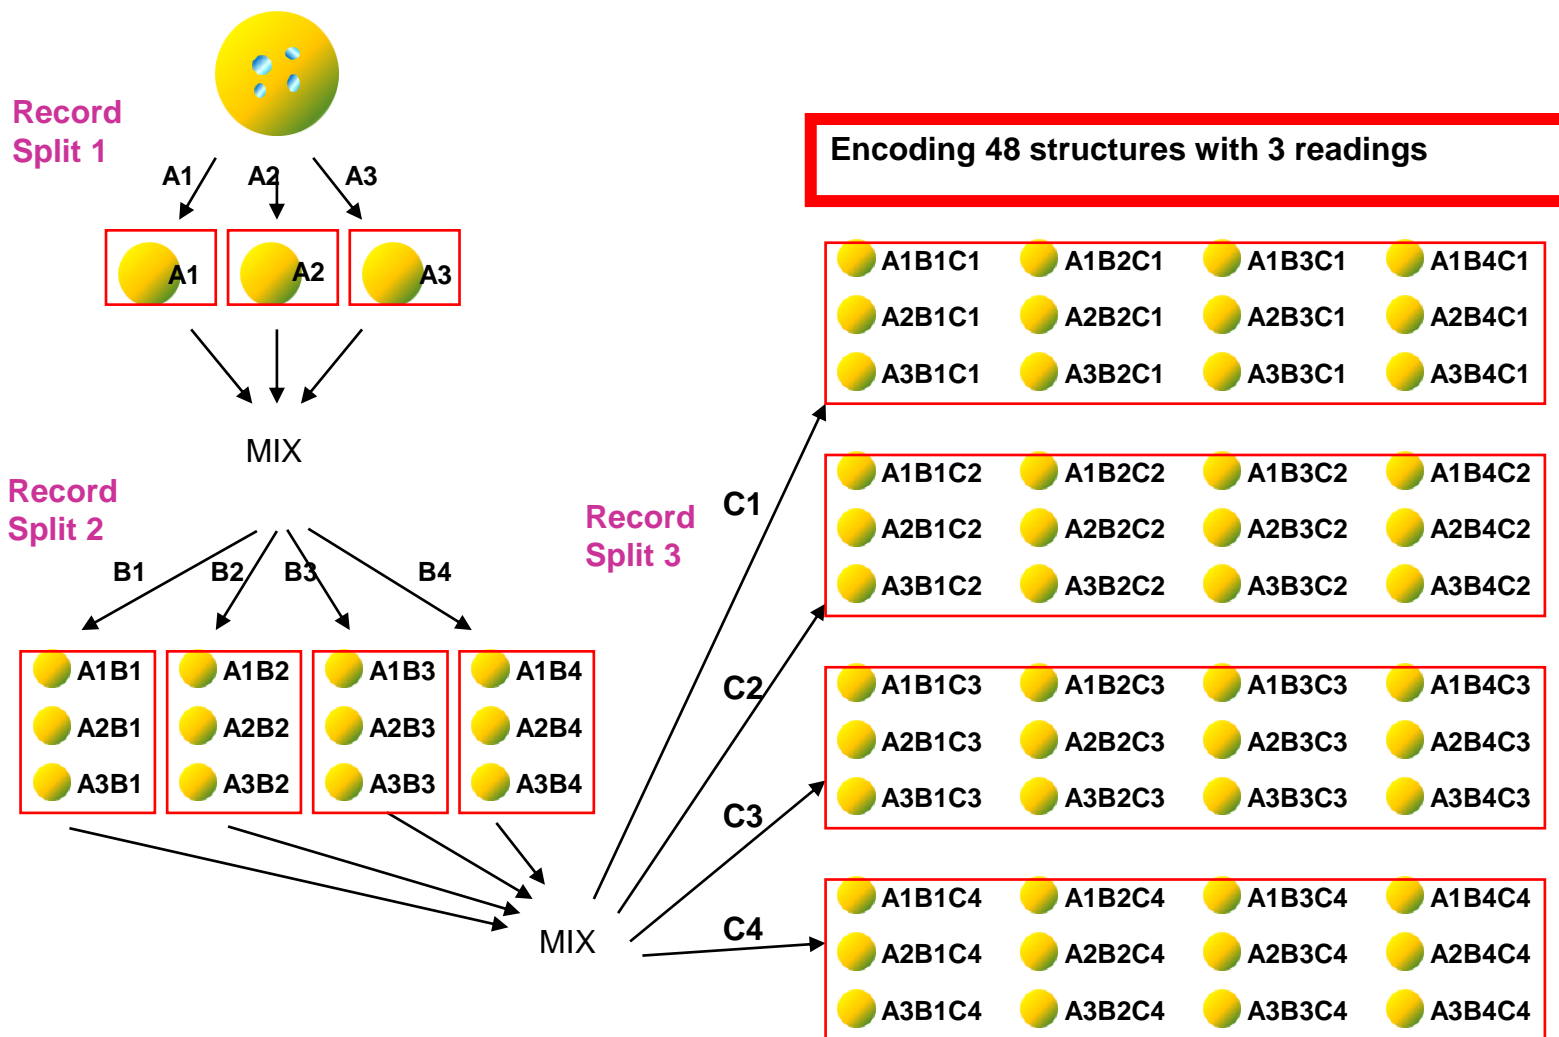 Record
Split 1
A1 A2 A3
A1 A2 A3
MIX
Record
Split 2
B1 B2 B3 B4
A1B1 A1B2 A1B3 A1B4
A2B1 A2B2 A2B3 A2B4
A3B1 A3B2 A3B3 A3B4
MIX
Record
Split 3
C1
C2
C3
C4
Encoding 48 structures with 3 readings
A1B1C1 A1B2C1 A1B3C1 A1B4C1
A2B1C1 A2B2C1 A2B3C1 A2B4C1
A3B1C1 A3B2C1 A3B3C1 A3B4C1
A1B1C2 A1B2C2 A1B3C2 A1B4C2
A2B1C2 A2B2C2 A2B3C2 A2B4C2
A3B1C2 A3B2C2 A3B3C2 A3B4C2
A1B1C3 A1B2C3 A1B3C3 A1B4C3
A2B1C3 A2B2C3 A2B3C3 A2B4C3
A3B1C3 A3B2C3 A3B3C3 A3B4C3
A1B1C4 A1B2C4 A1B3C4 A1B4C4
A2B1C4 A2B2C4 A2B3C4 A2B4C4
A3B1C4 A3B2C4 A3B3C4 A3B4C4